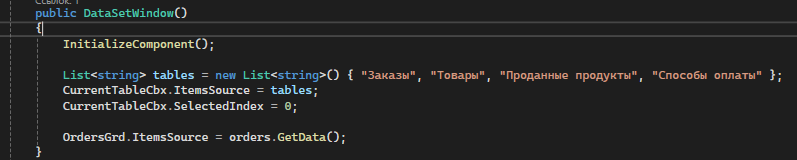 Ссылок: 1
public DataSetWindow()
{
InitializeComponent();
List<string> tables = new List<string>() { "Заказы", "Товары", "Проданные продукты", "Способы оплаты" };
CurrentTableCbx.ItemsSource = tables;
CurrentTableCbx.SelectedIndex = 0;
OrdersGrd.ItemsSource = orders.GetData();
}